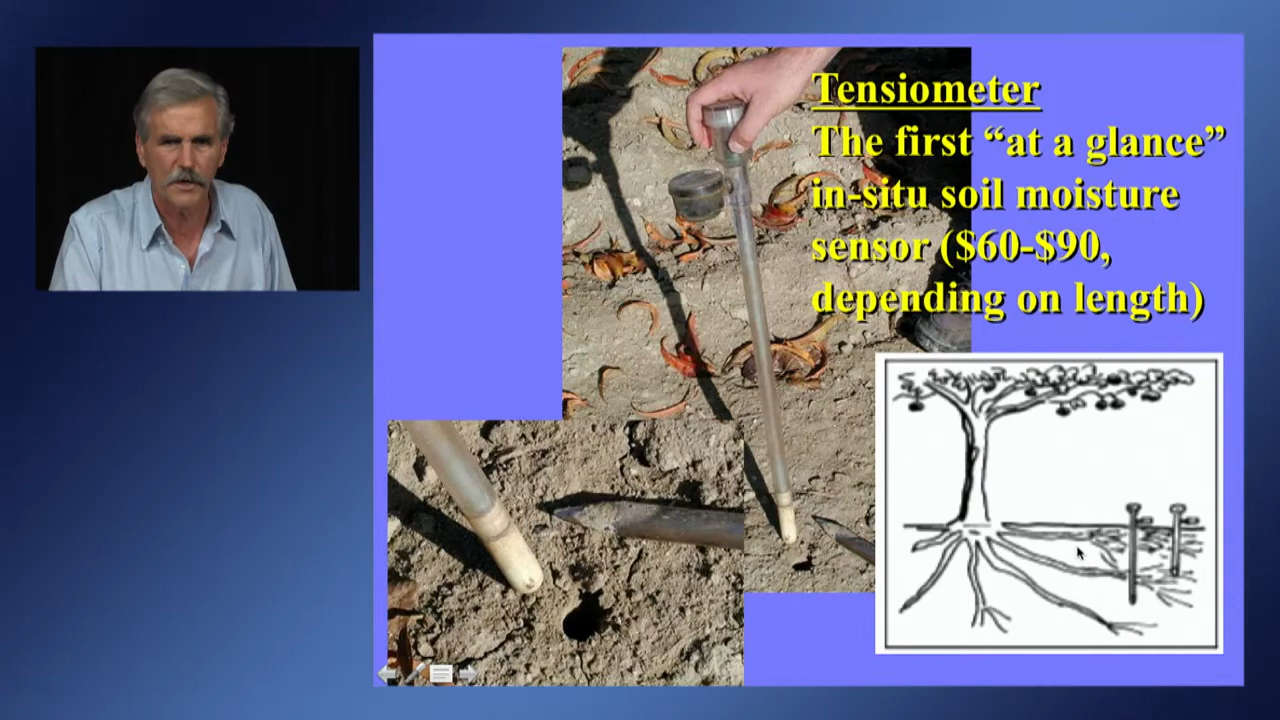 Tensiometer
The first “at a glance”
in-situ soil moisture
sensor ($60-$90,
depending on length)